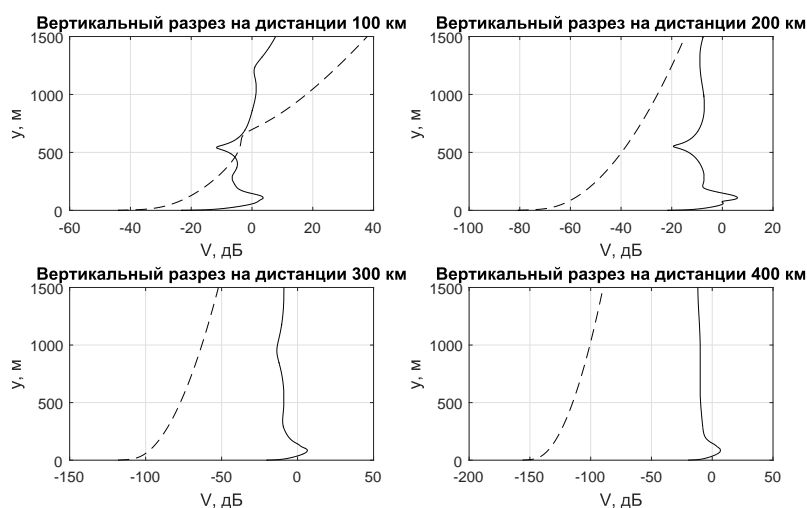 Вертикальный разрез на дистанции 100 км
1500
1000
500
0
y, м
-60 -40 -20 0 20 40
V, дБ
Вертикальный разрез на дистанции 200 км
1500
1000
500
0
y, м
-100 -80 -60 -40 -20 0 20
V, дБ
Вертикальный разрез на дистанции 300 км
1500
1000
500
0
y, м
-150 -100 -50 0 50
V, дБ
Вертикальный разрез на дистанции 400 км
1500
1000
500
0
y, м
-200 -150 -100 -50 0 50
V, дБ